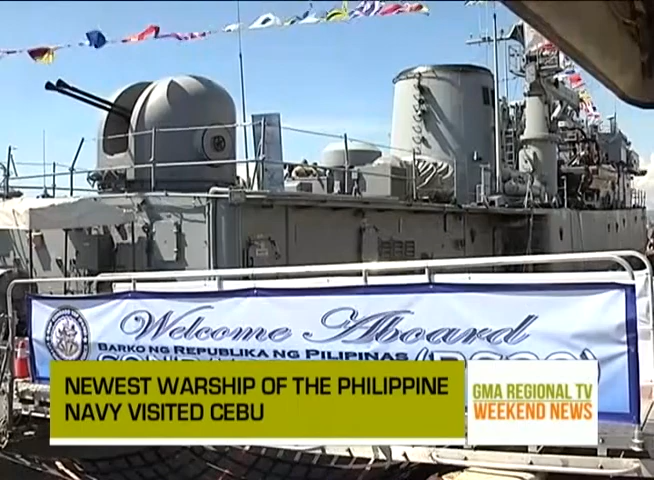 Welcome Aboard
BARKO NG REPUBLIKA NG PILIPINAS
NEWEST WARSHIP OF THE PHILIPPINE
NAVY VISITED CEBU
GMA REGIONAL TV
WEEKEND NEWS